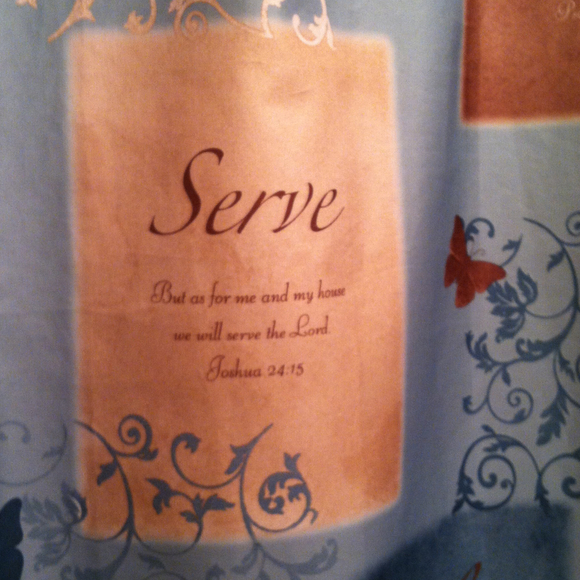 Serve
But as for me and my house
we will serve the Lord.
Joshua 24:15